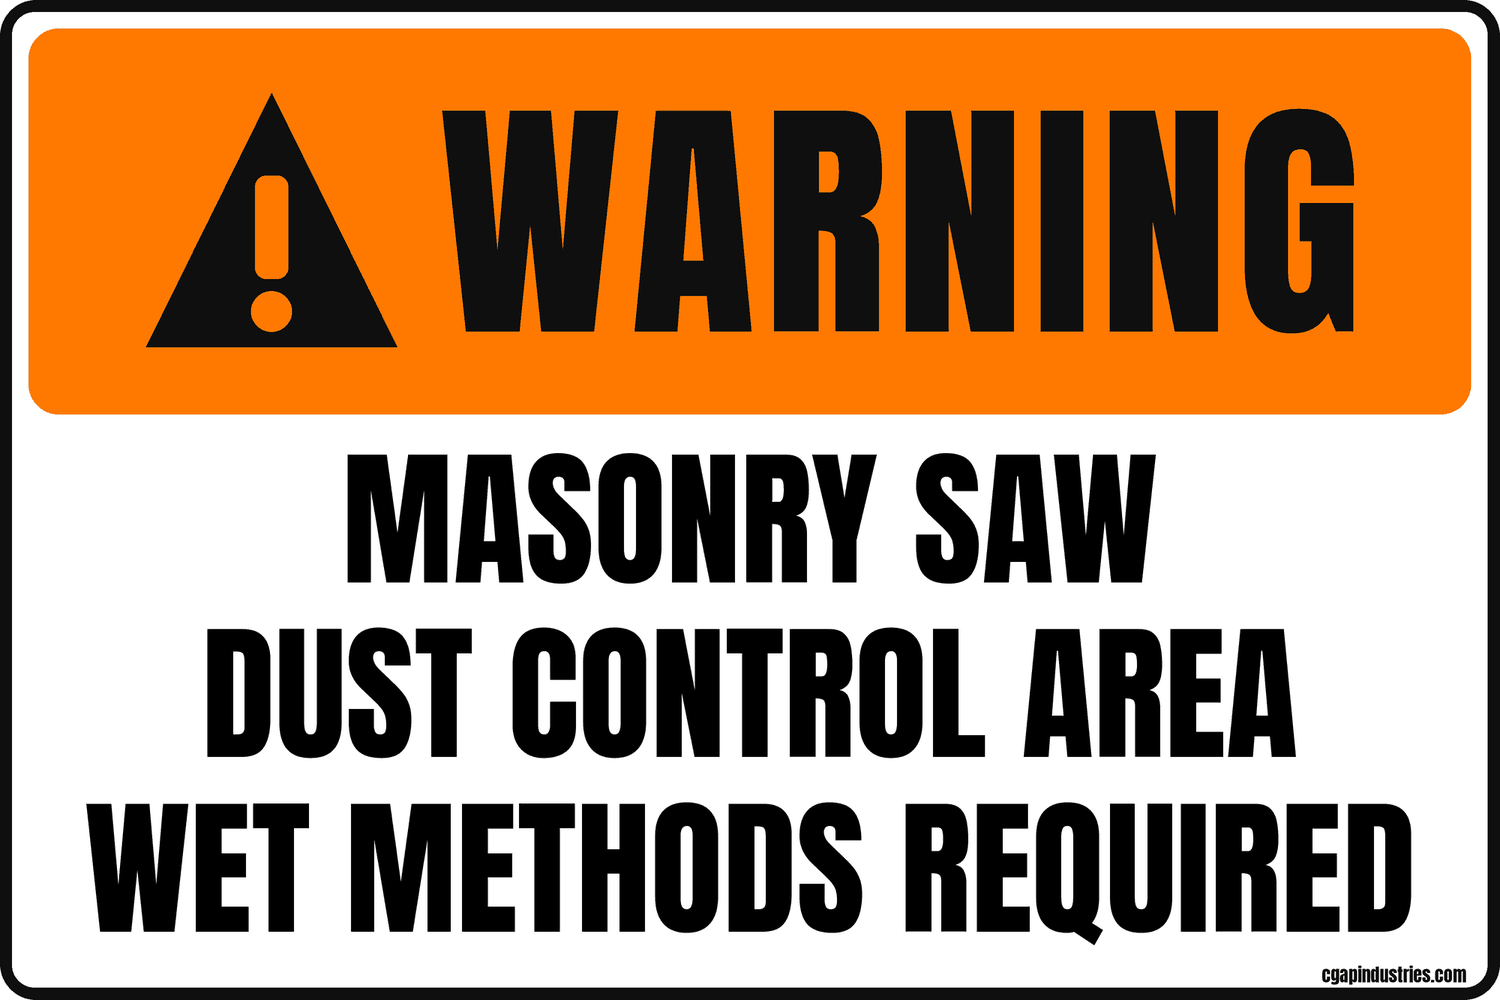 WARNING
MASONRY SAW
DUST CONTROL AREA
WET METHODS REQUIRED
cgapindustries.com